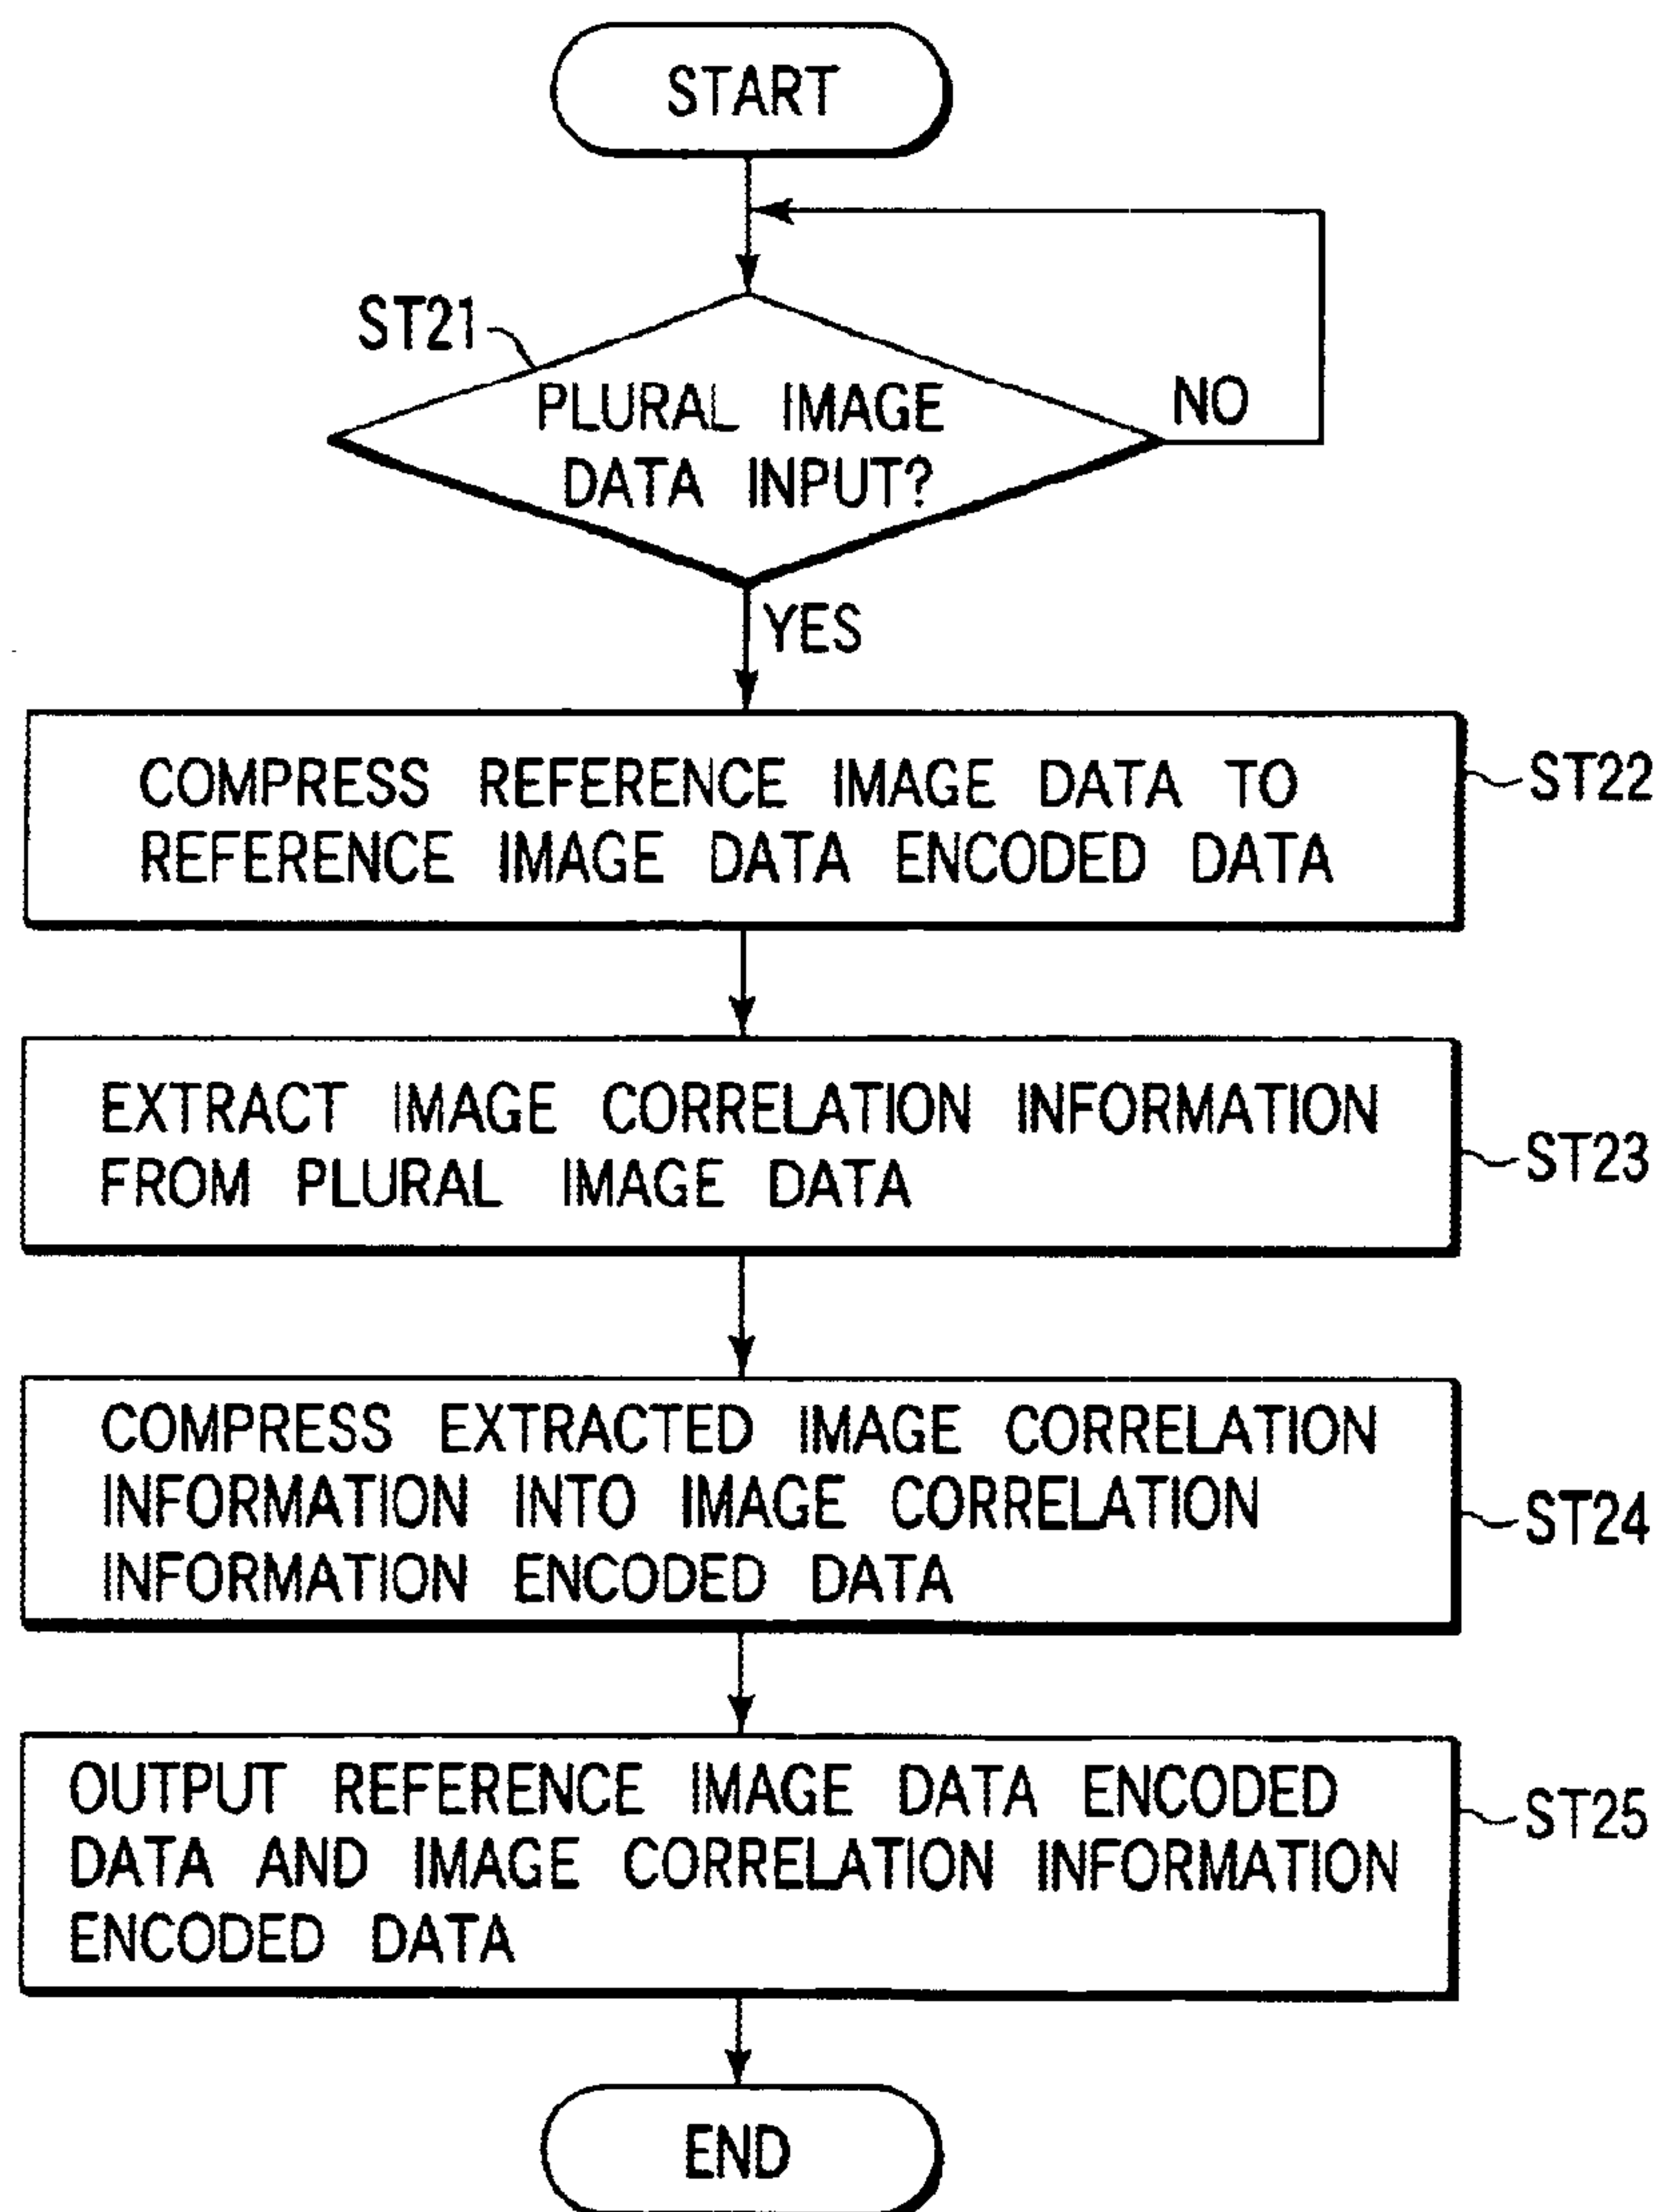 START
ST21
PLURAL IMAGE
DATA INPUT?
NO
YES
COMPRESS REFERENCE IMAGE DATA TO
REFERENCE IMAGE DATA ENCODED DATA
ST22
EXTRACT IMAGE CORRELATION INFORMATION
FROM PLURAL IMAGE DATA
ST23
COMPRESS EXTRACTED IMAGE CORRELATION
INFORMATION INTO IMAGE CORRELATION
INFORMATION ENCODED DATA
ST24
OUTPUT REFERENCE IMAGE DATA ENCODED
DATA AND IMAGE CORRELATION INFORMATION
ENCODED DATA
ST25
END